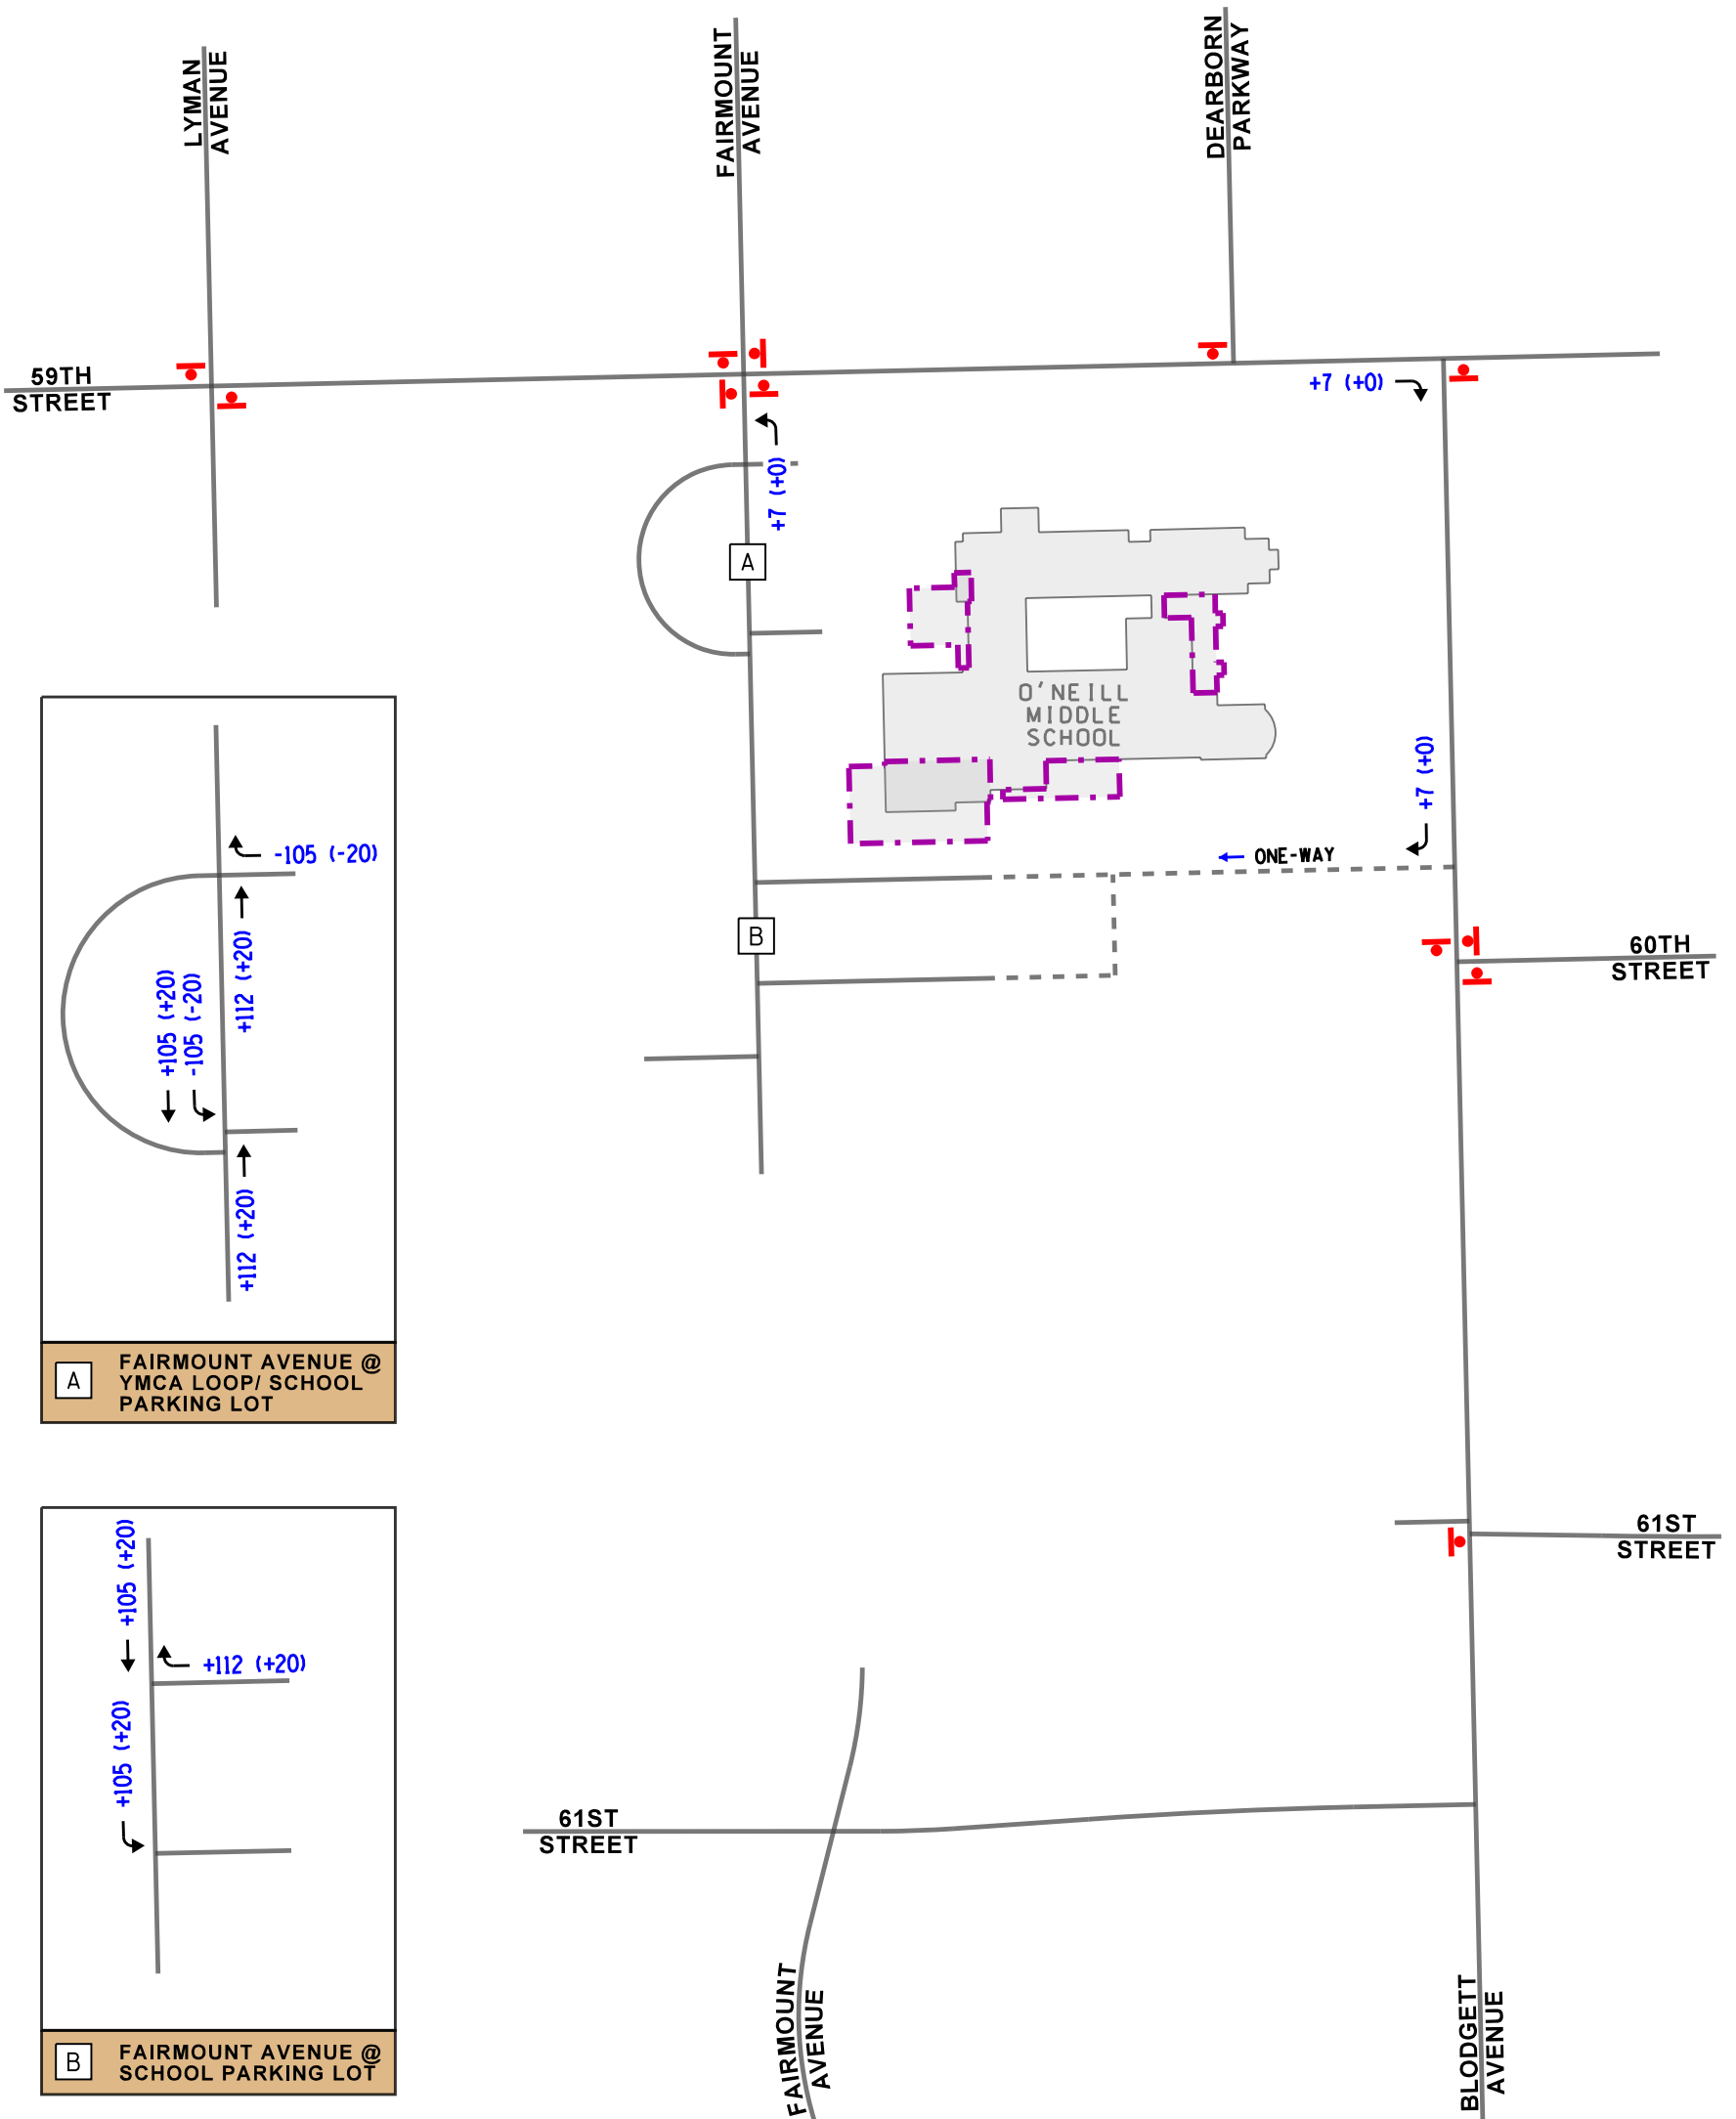 LYMAN
AVENUE
FAIRMOUNT
AVENUE
DEARBORN
PARKWAY
59TH
STREET
+7 (+0)
+7 (+0)
A
O'NEILL
MIDDLE
SCHOOL
+7 (+0)
ONE-WAY
B
60TH
STREET
-105 (-20)
+112 (+20)
+105 (+20)
-105 (-20)
+112 (+20)
A
FAIRMOUNT AVENUE @
YMCA LOOP/ SCHOOL
PARKING LOT
61ST
STREET
+105 (+20)
+112 (+20)
+105 (+20)
61ST
STREET
B
FAIRMOUNT AVENUE @
SCHOOL PARKING LOT
FAIRMOUNT
AVENUE
BLODGETT
AVENUE